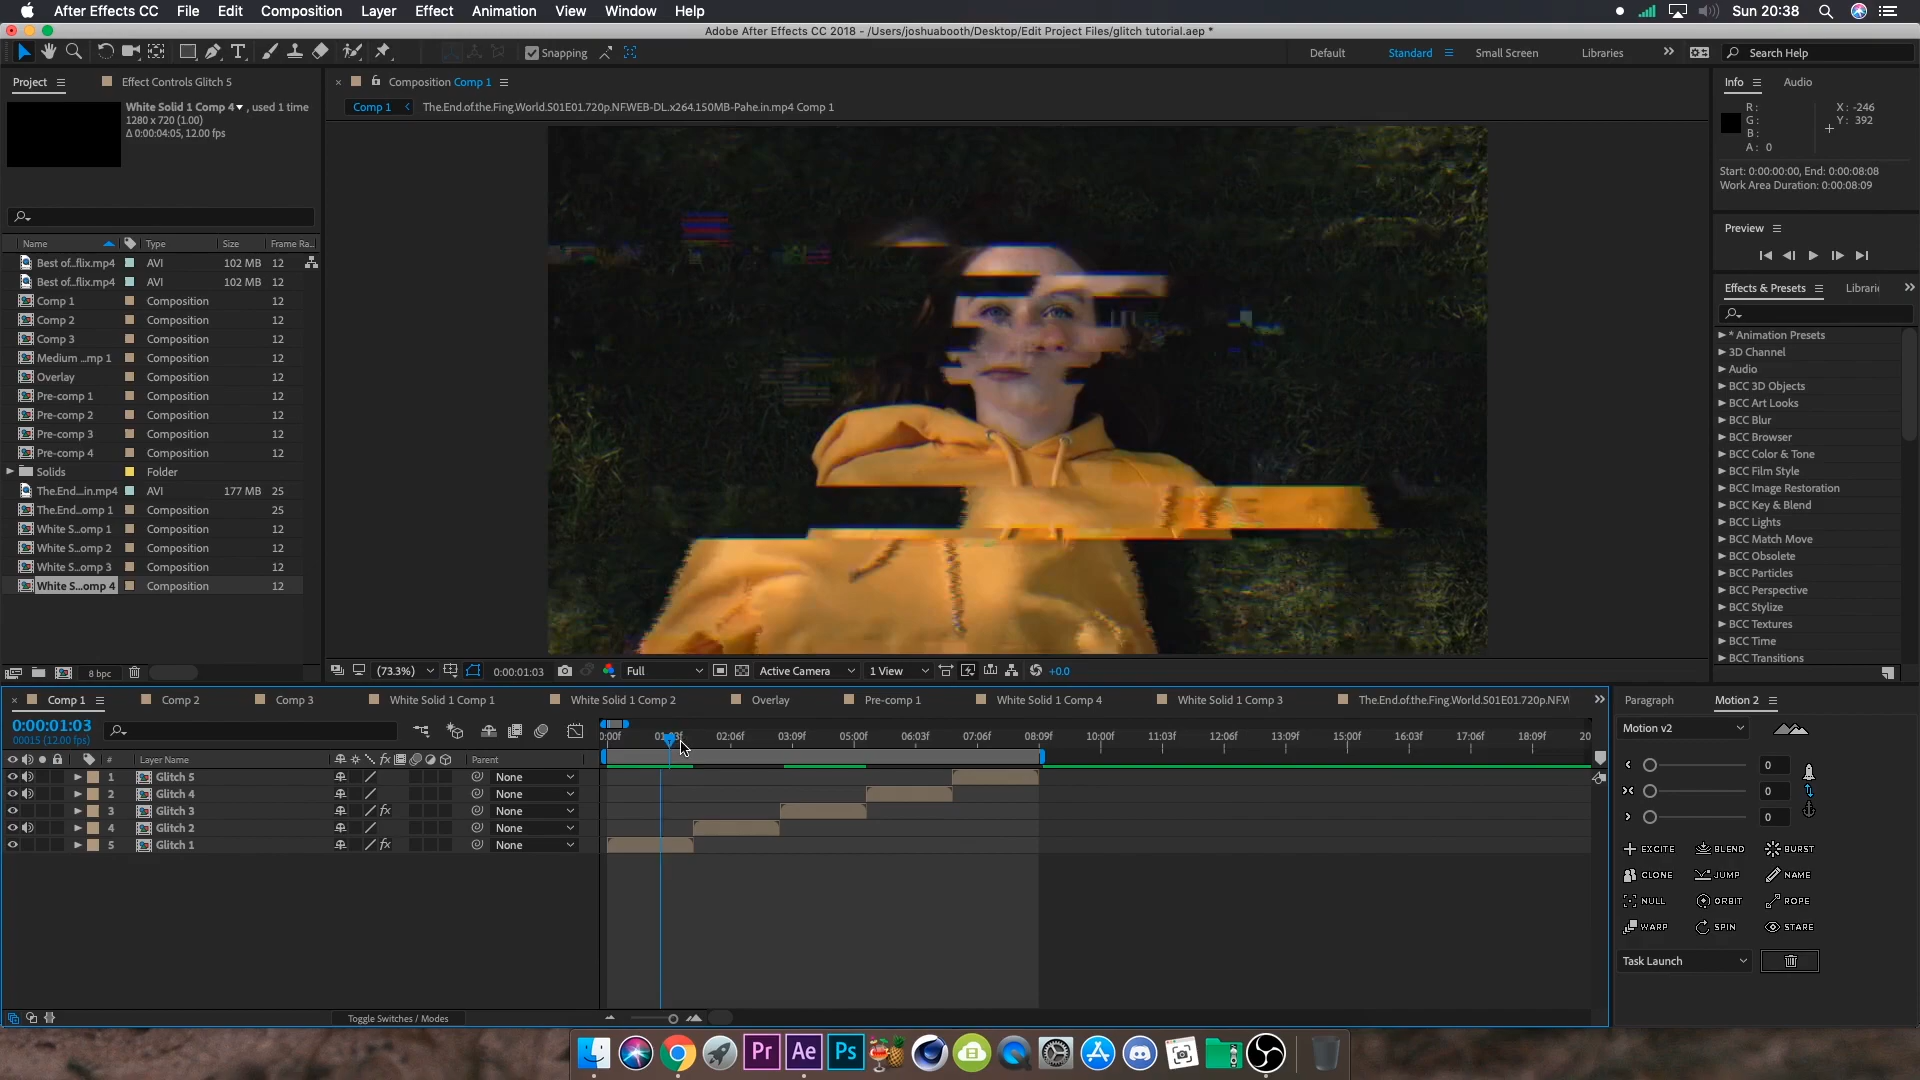 After Effects CC File Edit Composition Layer Effect Animation View Window Help
Sun 20:38
Adobe After Effects CC 2018 - /Users/joshuabooth/Desktop/Edit Project Files/glitch tutorial.aep *
Snapping
Default Standard Small Screen Libraries » Search Help
Project Effect Controls Glitch 5
White Solid 1 Comp 4 , used 1 time
1280 x 720 (1.00)
Δ 0:00:04:05, 12.00 fps
Composition Comp 1
Comp 1 The.End.of.the.Fing.World.S01E01.720p.NF.WEB-DL.x264.150MB-Pahe.in.mp4 Comp 1
Info Audio
R: X: -246
G: Y: 392
B:
A: 0
Start: 0:00:00:00, End: 0:00:08:08
Work Area Duration: 0:00:08:09
Preview
Effects & Presets Librari »
* Animation Presets
3D Channel
Audio
BCC 3D Objects
BCC Art Looks
BCC Blur
BCC Browser
BCC Color & Tone
BCC Film Style
BCC Image Restoration
BCC Key & Blend
BCC Lights
BCC Match Move
BCC Obsolete
BCC Particles
BCC Perspective
BCC Stylize
BCC Textures
BCC Time
BCC Transitions
Name Type Size Frame Ra...
Best of...flix.mp4 AVI 102 MB 12
Best of...flix.mp4 AVI 102 MB 12
Comp 1 Composition 12
Comp 2 Composition 12
Comp 3 Composition 12
Medium ...mp 1 Composition 12
Overlay Composition 12
Pre-comp 1 Composition 12
Pre-comp 2 Composition 12
Pre-comp 3 Composition 12
Pre-comp 4 Composition 12
Solids Folder
The.End...in.mp4 AVI 177 MB 25
The.End...omp 1 Composition 25
White S...omp 1 Composition 12
White S...omp 2 Composition 12
White S...omp 3 Composition 12
White S...omp 4 Composition 12
8 bpc
(73.3%) 0:00:01:03 Full Active Camera 1 View +0.0
Comp 1 Comp 2 Comp 3 White Solid 1 Comp 1 White Solid 1 Comp 2 Overlay Pre-comp 1 White Solid 1 Comp 4 White Solid 1 Comp 3 The.End.of.the.Fing.World.S01E01.720p.NF.W »
0:00:01:03
00015 (12.00 fps)
0:00f 02:06f 03:09f 05:00f 06:03f 07:06f 08:09f 10:00f 11:03f 12:06f 13:09f 15:00f 16:03f 17:06f 18:09f 20
# Layer Name fx Parent
1 Glitch 5 None
2 Glitch 4 None
3 Glitch 3 fx None
4 Glitch 2 None
5 Glitch 1 fx None
Toggle Switches / Modes
Paragraph Motion 2
Motion v2
0
0
0
EXCITE BLEND BURST
CLONE JUMP NAME
NULL ORBIT ROPE
WARP SPIN STARE
Task Launch
Pr Ae Ps